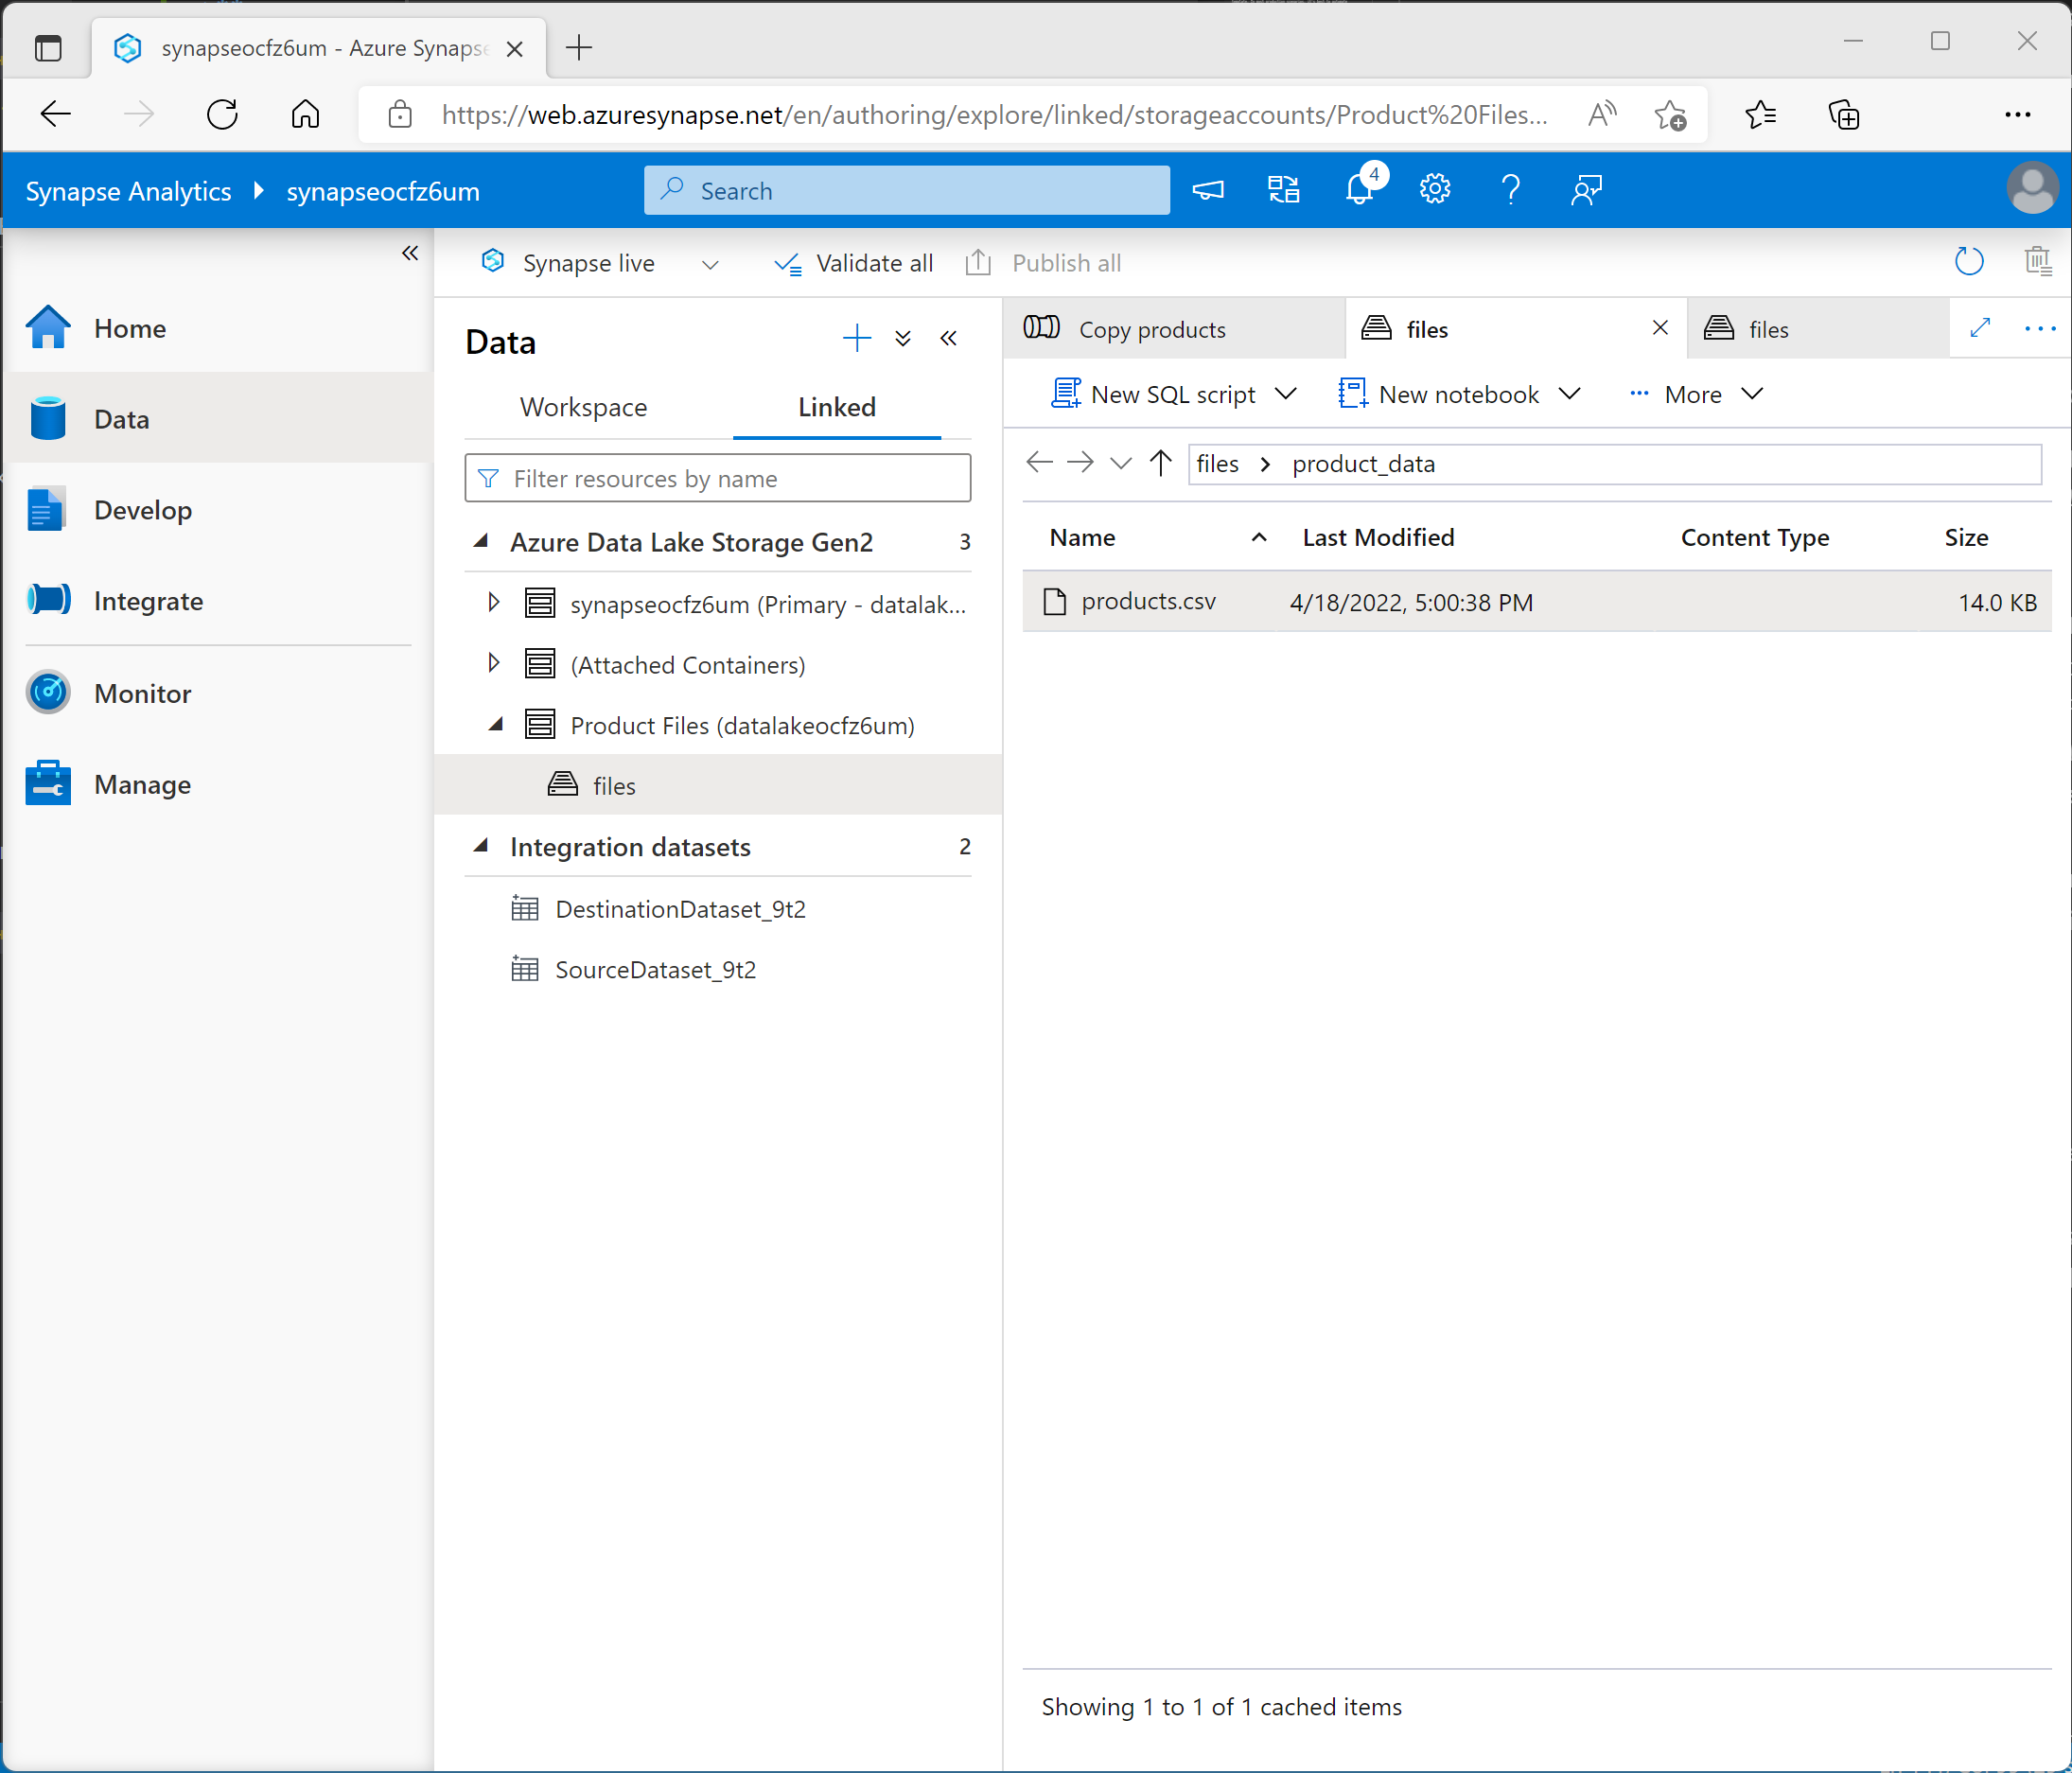 synapseocfz6um - Azure Synapse
https://web.azuresynapse.net/en/authoring/explore/linked/storageaccounts/Product%20Files...
Synapse Analytics synapseocfz6um Search 4
Synapse live Validate all Publish all
Home
Data
Develop
Integrate
Monitor
Manage
Data
Workspace Linked
Filter resources by name
Azure Data Lake Storage Gen2 3
synapseocfz6um (Primary - datalak...
(Attached Containers)
Product Files (datalakeocfz6um)
files
Integration datasets 2
DestinationDataset_9t2
SourceDataset_9t2
Copy products files files
New SQL script New notebook More
files > product_data
Name Last Modified Content Type Size
products.csv 4/18/2022, 5:00:38 PM 14.0 KB
Showing 1 to 1 of 1 cached items